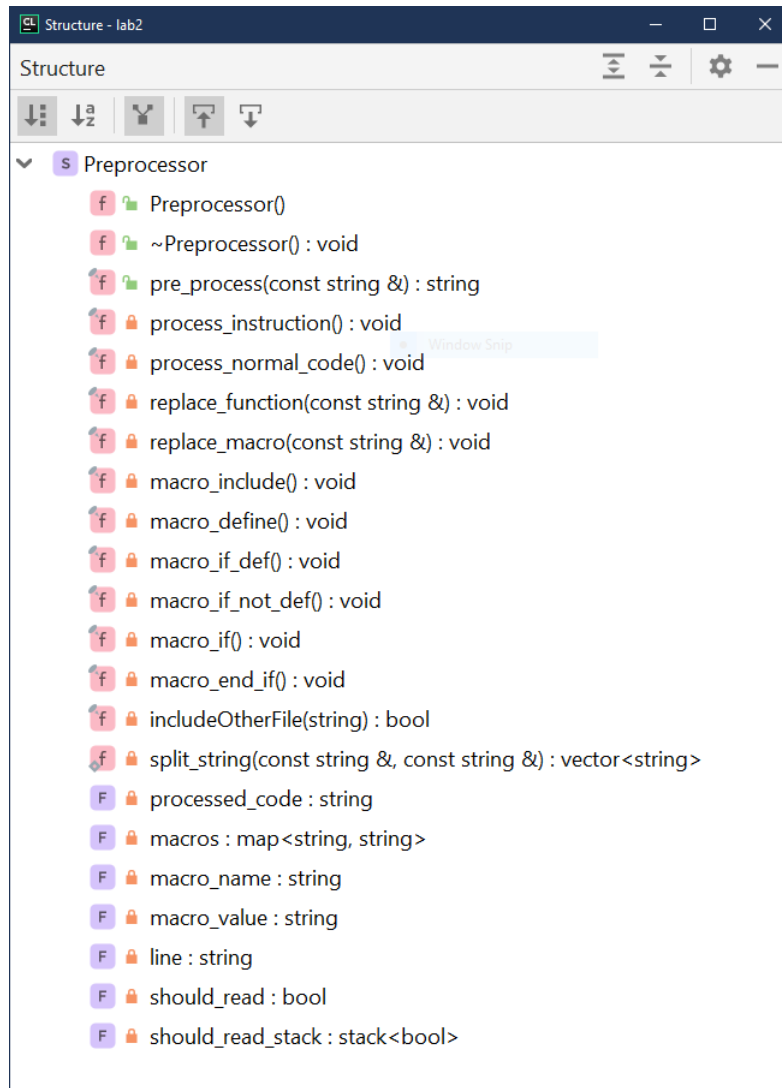 CL Structure - lab2
Structure
a
z
S Preprocessor
f Preprocessor()
f ~Preprocessor() : void
f pre_process(const string &) : string
f process_instruction() : void
Window Snip
f process_normal_code() : void
f replace_function(const string &) : void
f replace_macro(const string &) : void
f macro_include() : void
f macro_define() : void
f macro_if_def() : void
f macro_if_not_def() : void
f macro_if() : void
f macro_end_if() : void
f includeOtherFile(string) : bool
f split_string(const string &, const string &) : vector<string>
F processed_code : string
F macros : map<string, string>
F macro_name : string
F macro_value : string
F line : string
F should_read : bool
F should_read_stack : stack<bool>